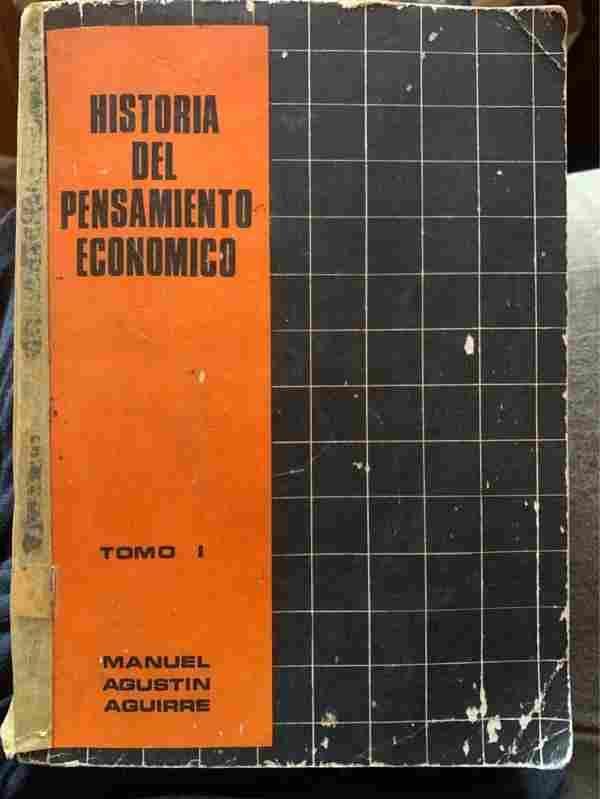 HISTORIA
DEL
PENSAMIENTO
ECONOMICO
TOMO I
MANUEL
AGUSTIN
AGUIRRE